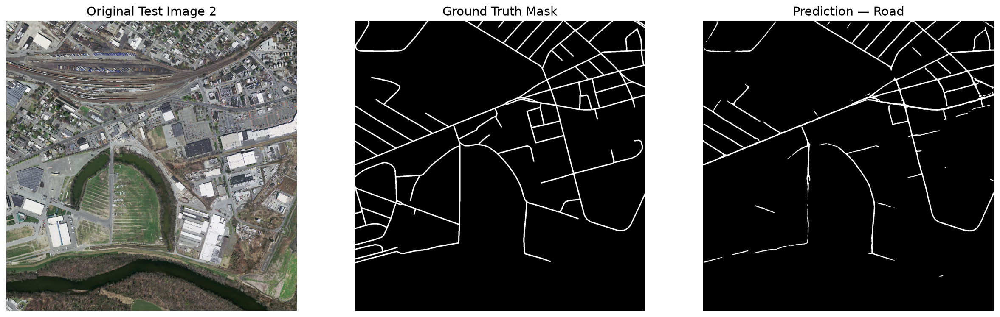 Original Test Image 2
Ground Truth Mask
Prediction — Road